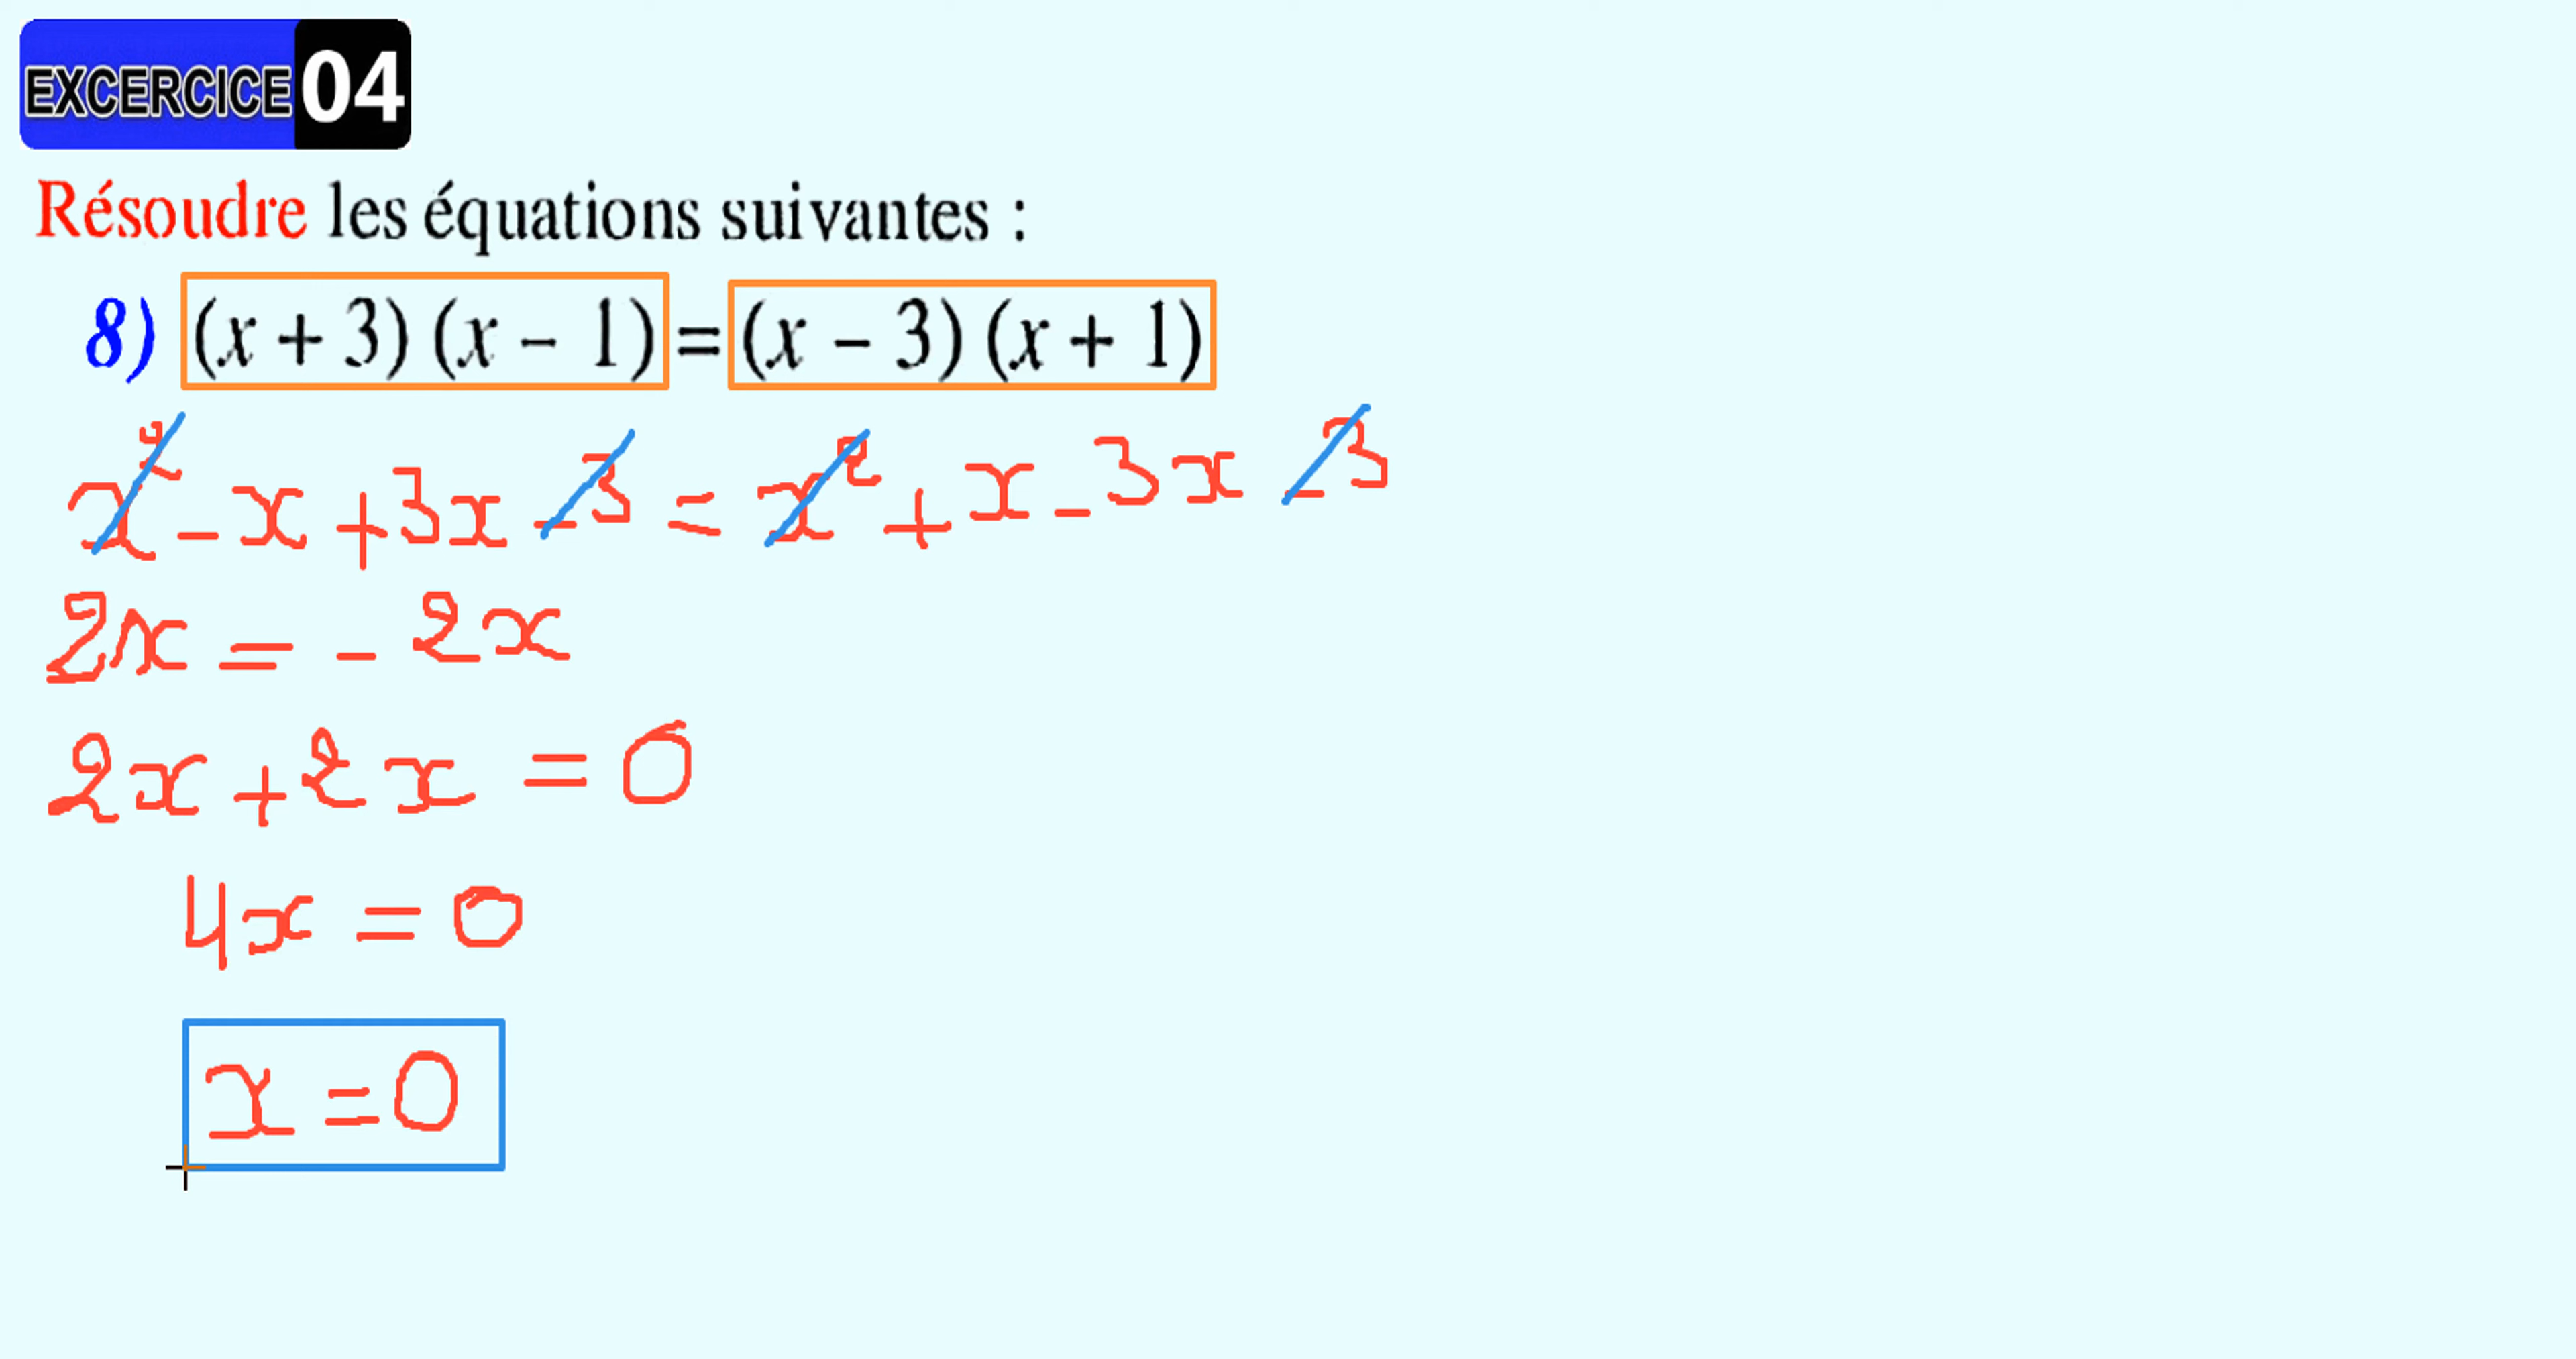 EXCERCICE 04
Résoudre les équations suivantes :
8) (x + 3) (x - 1) = (x - 3) (x + 1)
x² - x + 3x - 3 = x² + x - 3x - 3
2x = - 2x
2x + 2x = 0
4x = 0
x = 0